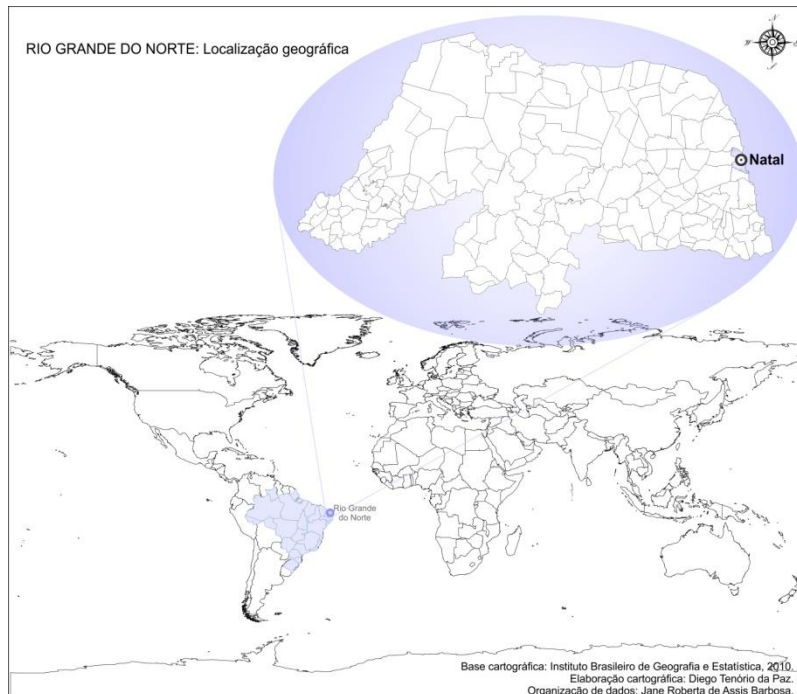 RIO GRANDE DO NORTE: Localização geográfica
N
W
S
Natal
Rio Grande
do Norte
Base cartográfica: Instituto Brasileiro de Geografia e Estatística, 2010.
Elaboração cartográfica: Diego Tenório da Paz.
Organização de dados: Jane Roberta de Assis Barbosa.